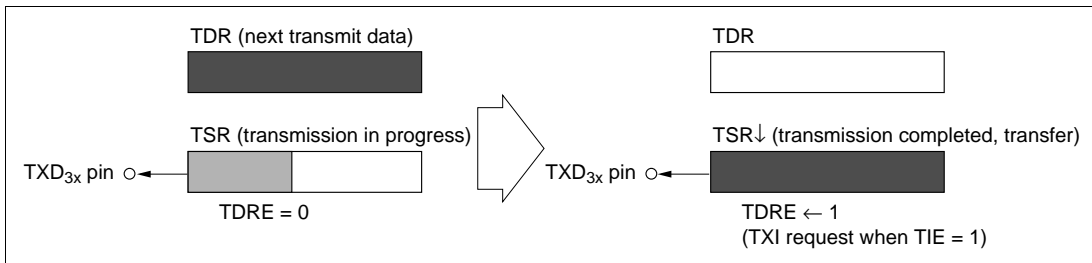 TDR (next transmit data)
TSR (transmission in progress)
TXD3x pin
TDRE = 0
TDR
TSR↓ (transmission completed, transfer)
TXD3x pin
TDRE ← 1
(TXI request when TIE = 1)